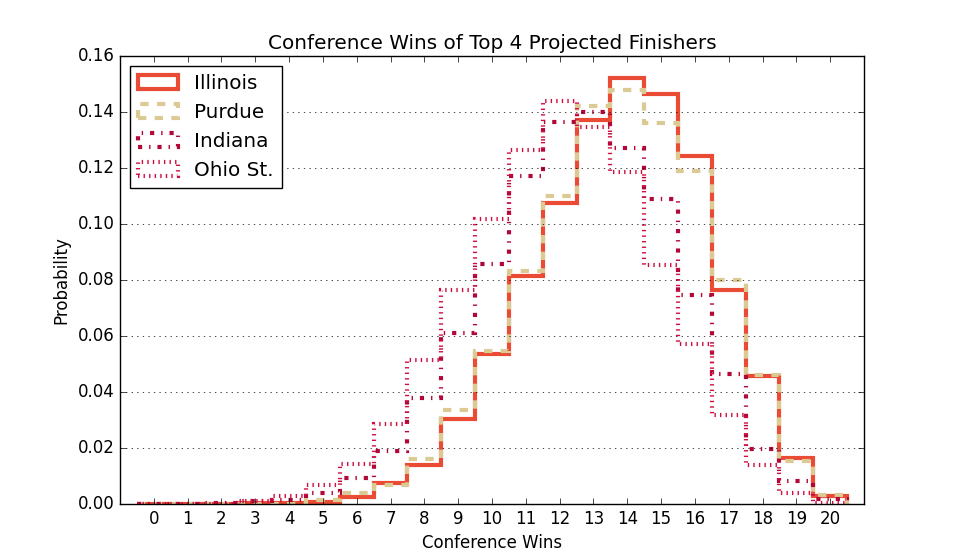 Conference Wins of Top 4 Projected Finishers
0.16
0.14
0.12
0.10
0.08
0.06
0.04
0.02
0.00
Probability
Illinois
Purdue
Indiana
Ohio St.
0 1 2 3 4 5 6 7 8 9 10 11 12 13 14 15 16 17 18 19 20
Conference Wins